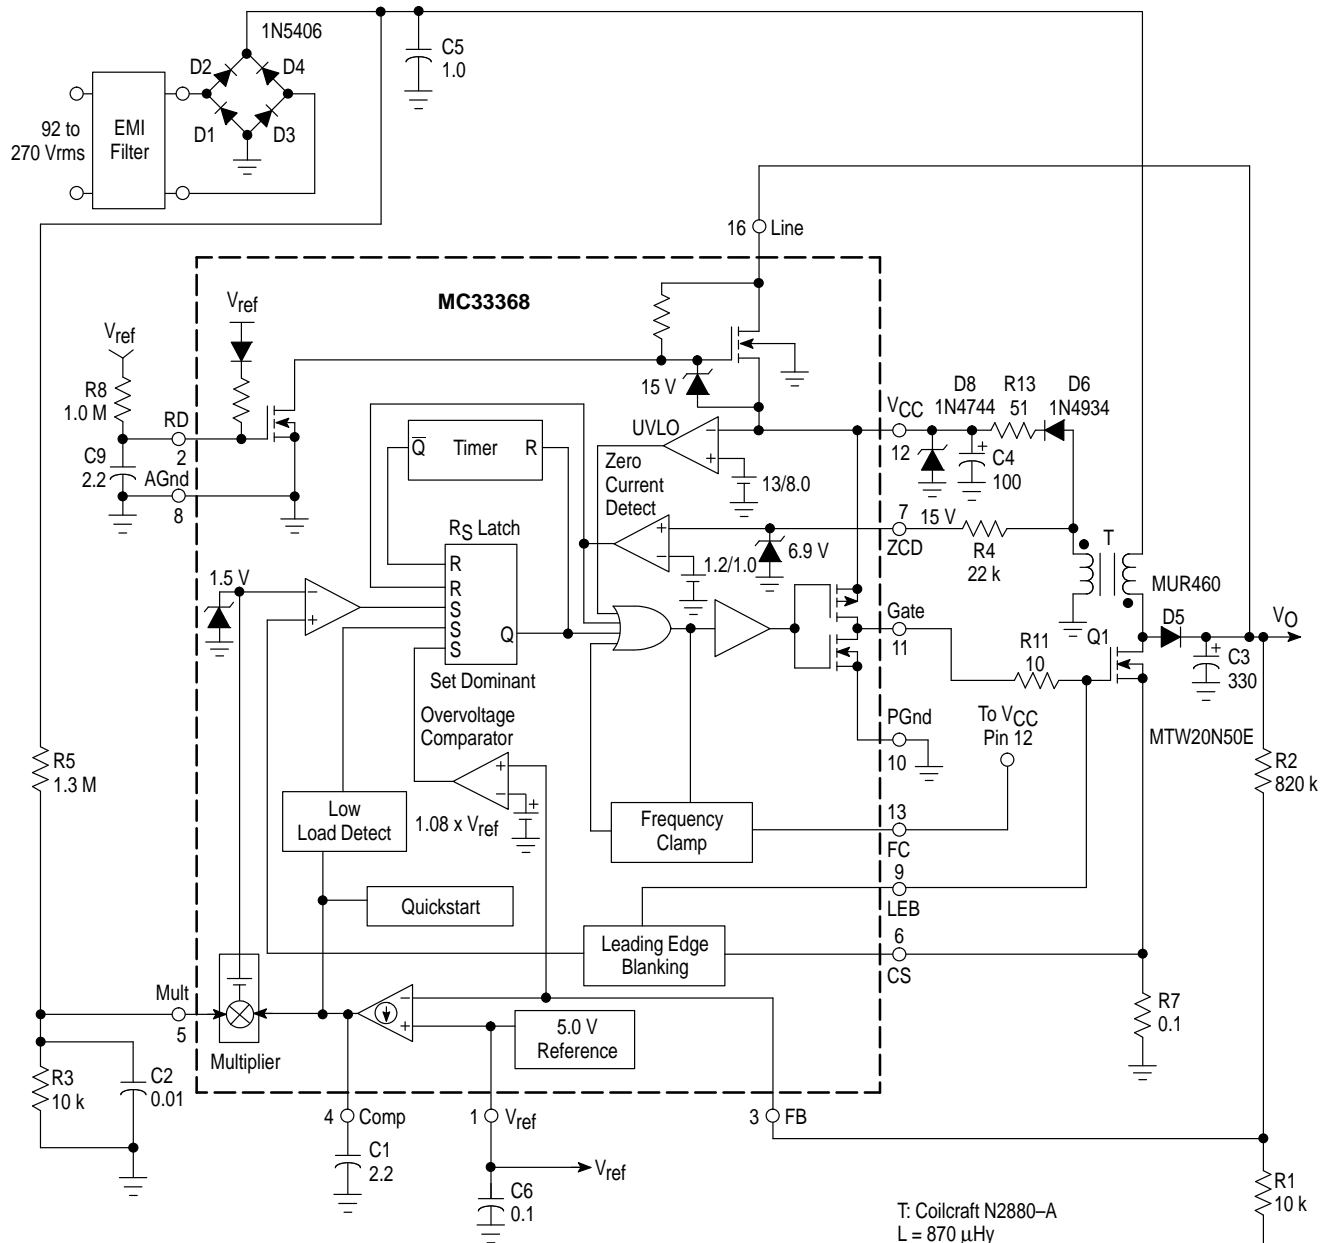 1N5406
D2
D4
D1
D3
C5
1.0
92 to
270 Vrms
EMI
Filter
16
Line
MC33368
Vref
Vref
R8
1.0 M
RD
2
C9
2.2
AGnd
8
15 V
UVLO
VCC
12
D8
1N4744
R13
51
D6
1N4934
C4
100
+
Q̅
Timer
R
Zero
Current
Detect
−
+
13/8.0
7
15 V
ZCD
R4
22 k
T
RS Latch
R
R
S
S
S
Q
Set Dominant
+
−
1.2/1.0
6.9 V
MUR460
1.5 V
−
+
Gate
11
R11
10
Q1
D5
VO
+
C3
330
MTW20N50E
Overvoltage
Comparator
+
−
+
1.08 x Vref
PGnd
10
To VCC
Pin 12
R5
1.3 M
R2
820 k
Low
Load Detect
Frequency
Clamp
13
FC
Quickstart
9
LEB
Leading Edge
Blanking
6
CS
Mult
5
Multiplier
−
+
5.0 V
Reference
R7
0.1
R3
10 k
C2
0.01
4
Comp
1
Vref
3
FB
C1
2.2
Vref
C6
0.1
R1
10 k
T: Coilcraft N2880–A
L = 870 μHy